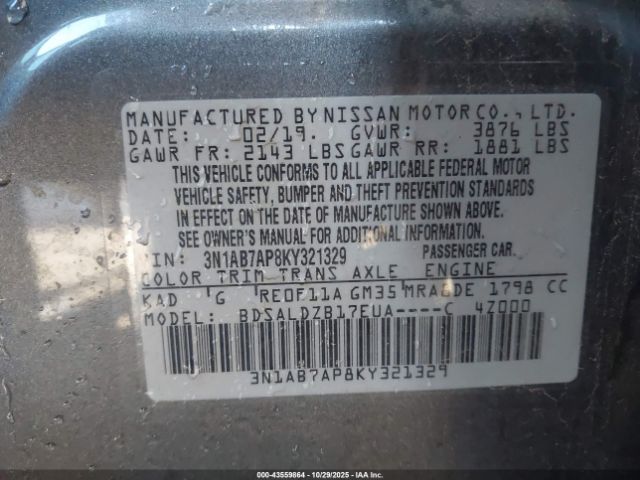 MANUFACTURED BY NISSAN MOTOR CO., LTD.
DATE: 02/19. GVWR: 3876 LBS
GAWR FR: 2143 LBS GAWR RR: 1881 LBS
THIS VEHICLE CONFORMS TO ALL APPLICABLE FEDERAL MOTOR
VEHICLE SAFETY, BUMPER AND THEFT PREVENTION STANDARDS
IN EFFECT ON THE DATE OF MANUFACTURE SHOWN ABOVE.
SEE OWNER'S MANUAL FOR ADDITIONAL INFORMATION.
VIN: 3N1AB7AP8KY321329 PASSENGER CAR.
COLOR TRIM TRANS AXLE ENGINE
KAD 'G 'RE0F11A GM35 MRA8DE 1798 CC
MODEL: BDSALDZB17EUA----C 4Z000
3N1AB7AP8KY321329
000-43559864 | 10/29/2025 | IAA Inc.